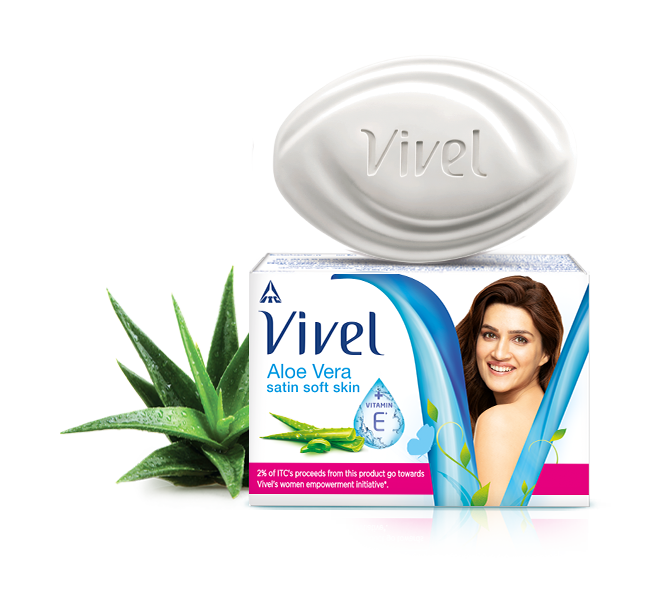 Vivel
ITC
Vivel
Aloe Vera
satin soft skin
+
VITAMIN
E
2% of ITC's proceeds from this product go towards
Vivel's women empowerment initiative*.